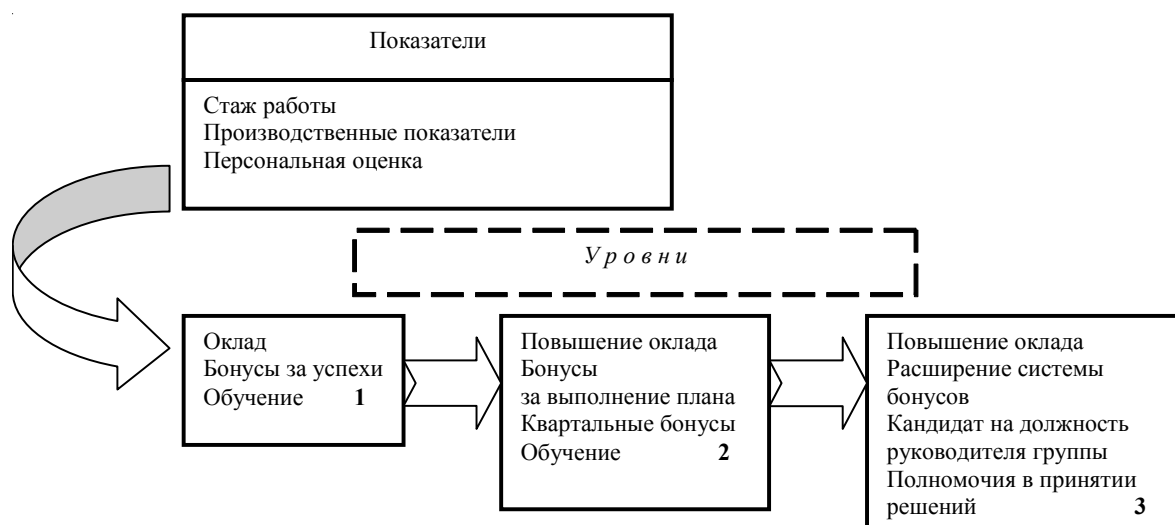 Показатели
Стаж работы
Производственные показатели
Персональная оценка
Уровни
Оклад
Бонусы за успехи
Обучение 1
Повышение оклада
Бонусы
за выполнение плана
Квартальные бонусы
Обучение 2
Повышение оклада
Расширение системы
бонусов
Кандидат на должность
руководителя группы
Полномочия в принятии
решений 3